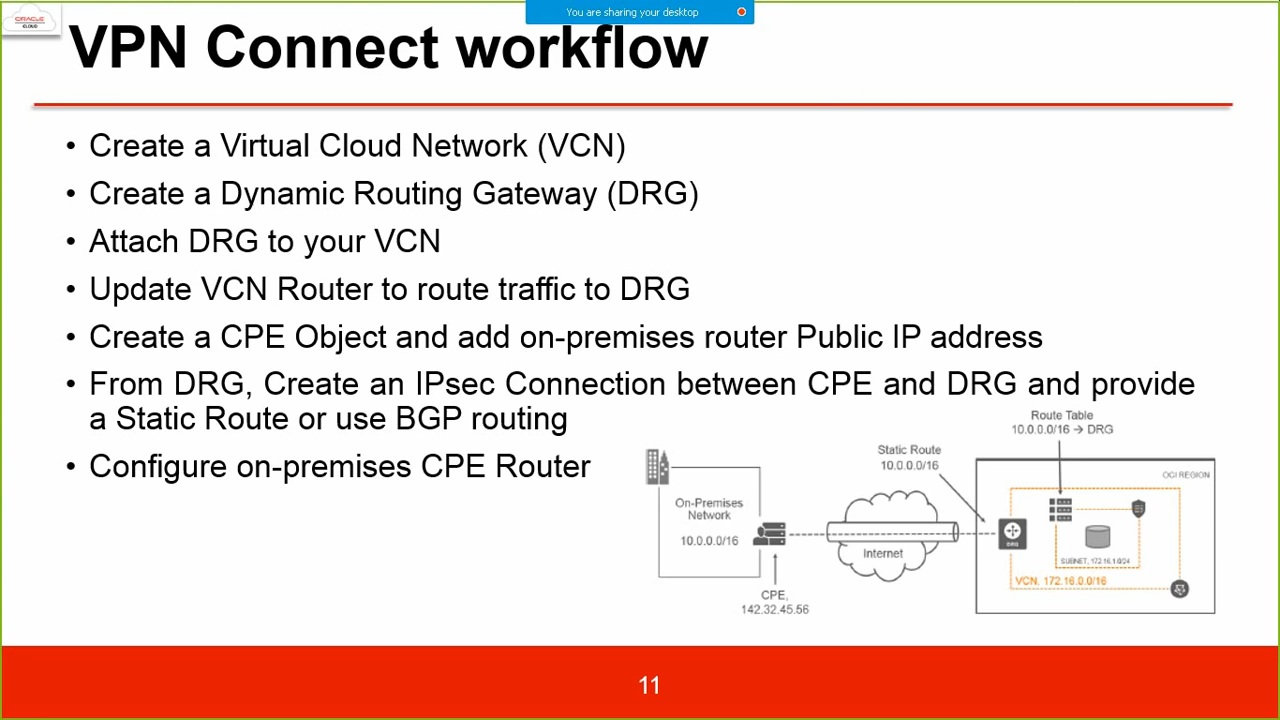 You are sharing your desktop
ORACLE
CLOUD
VPN Connect workflow
• Create a Virtual Cloud Network (VCN)
• Create a Dynamic Routing Gateway (DRG)
• Attach DRG to your VCN
• Update VCN Router to route traffic to DRG
• Create a CPE Object and add on-premises router Public IP address
• From DRG, Create an IPsec Connection between CPE and DRG and provide
a Static Route or use BGP routing
• Configure on-premises CPE Router
Route Table
10.0.0.0/16 → DRG
Static Route
10.0.0.0/16
OCI REGION
On-Premises
Network
10.0.0.0/16
Internet
DRG
SUBNET, 172.16.1.0/24
VCN, 172.16.0.0/16
CPE,
142.32.45.56
11